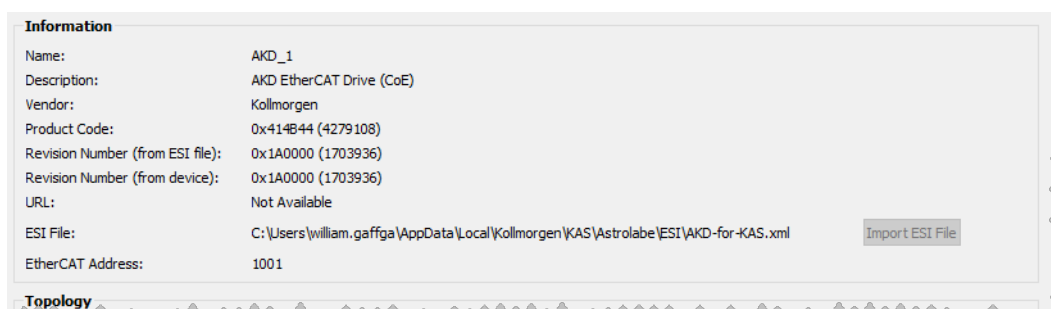 Information
Name: AKD_1
Description: AKD EtherCAT Drive (CoE)
Vendor: Kollmorgen
Product Code: 0x414B44 (4279108)
Revision Number (from ESI file): 0x1A0000 (1703936)
Revision Number (from device): 0x1A0000 (1703936)
URL: Not Available
ESI File: C:\Users\william.gaffga\AppData\Local\Kollmorgen\KAS\Astrolabe\ESI\AKD-for-KAS.xml Import ESI File
EtherCAT Address: 1001
Topology